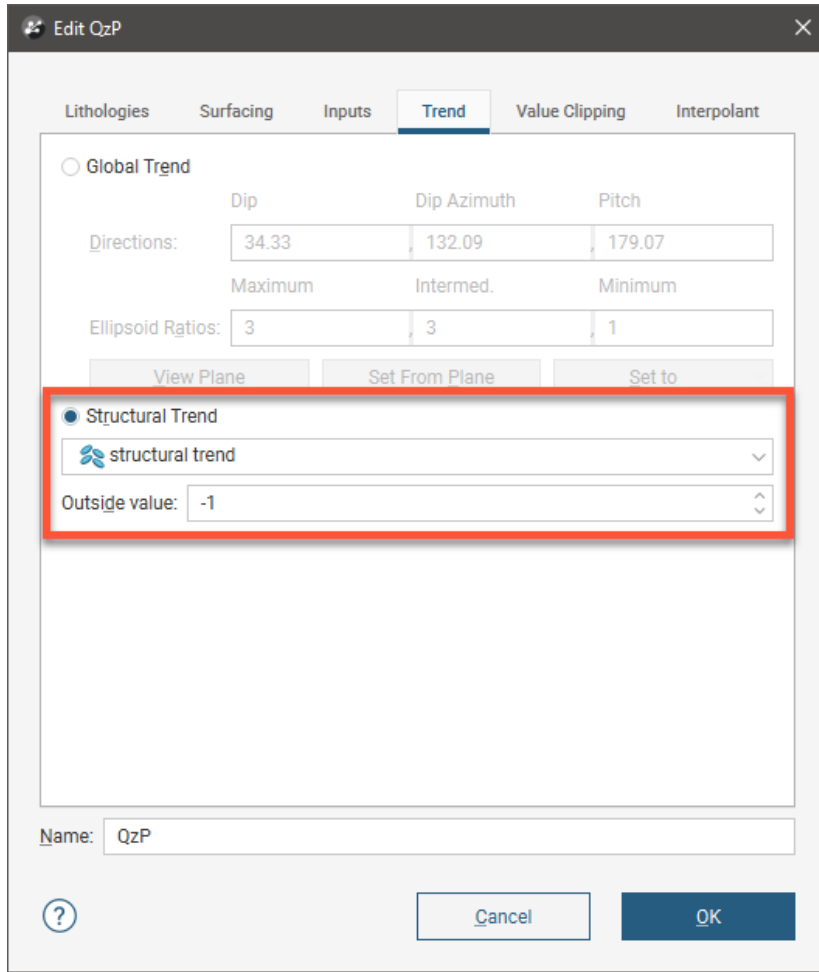 Edit QzP
Lithologies Surfacing Inputs Trend Value Clipping Interpolant
Global Trend
Dip Dip Azimuth Pitch
Directions: 34.33 , 132.09 , 179.07
Maximum Intermed. Minimum
Ellipsoid Ratios: 3 , 3 , 1
View Plane Set From Plane Set to
Structural Trend
structural trend
Outside value: -1
Name: QzP
? Cancel OK